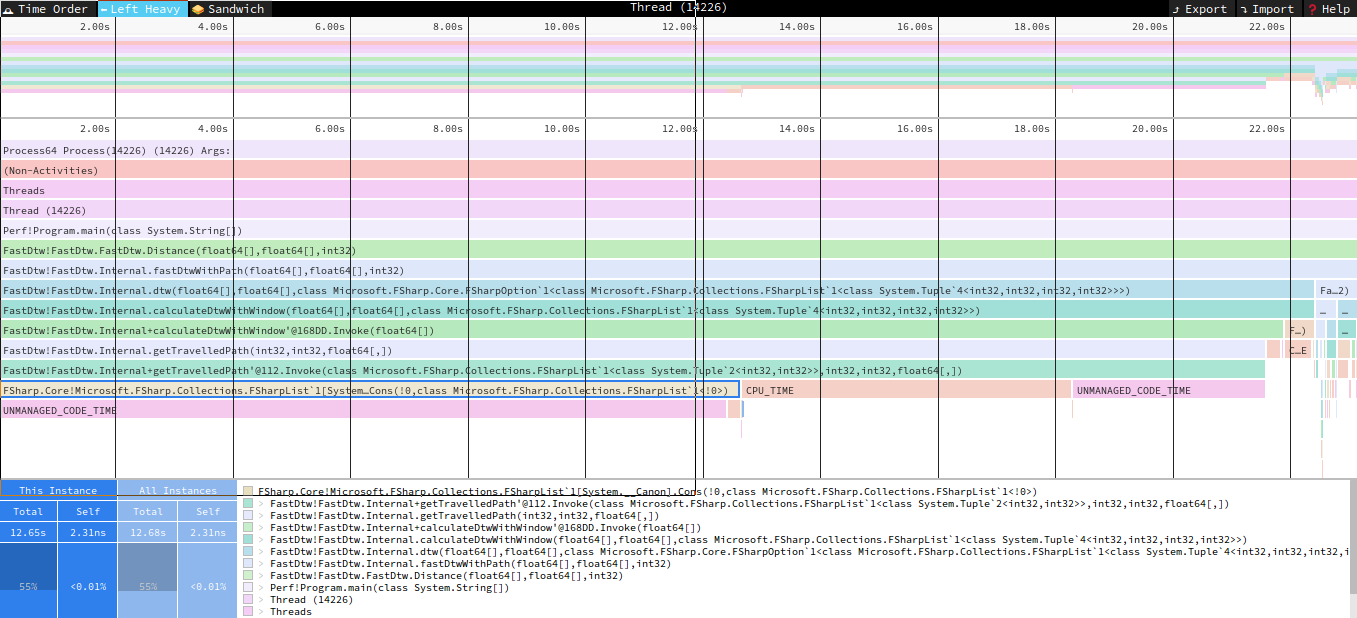 Time Order Left Heavy Sandwich Thread (14226) Export Import Help
2.00s 4.00s 6.00s 8.00s 10.00s 12.00s 14.00s 16.00s 18.00s 20.00s 22.00s
2.00s 4.00s 6.00s 8.00s 10.00s 12.00s 14.00s 16.00s 18.00s 20.00s 22.00s
Process64 Process(14226) (14226) Args:
(Non-Activities)
Threads
Thread (14226)
Perf!Program.main(class System.String[])
FastDtw!FastDtw.FastDtw.Distance(float64[],float64[],int32)
FastDtw!FastDtw.Internal.fastDtwWithPath(float64[],float64[],int32)
FastDtw!FastDtw.Internal.dtw(float64[],float64[],class Microsoft.FSharp.Core.FSharpOption`1<class Microsoft.FSharp.Collections.FSharpList`1<class System.Tuple`4<int32,int32,int32,int32>>>) Fa…2)
FastDtw!FastDtw.Internal.calculateDtwWithWindow(float64[],float64[],class Microsoft.FSharp.Collections.FSharpList`1<class System.Tuple`4<int32,int32,int32,int32>>) … …
FastDtw!FastDtw.Internal+calculateDtwWithWindow'@168DD.Invoke(float64[]) F…) …
FastDtw!FastDtw.Internal.getTravelledPath(int32,int32,float64[,]) C…E
FastDtw!FastDtw.Internal+getTravelledPath'@112.Invoke(class Microsoft.FSharp.Collections.FSharpList`1<class System.Tuple`2<int32,int32>>,int32,int32,float64[,])
FSharp.Core!Microsoft.FSharp.Collections.FSharpList`1[System…Cons(!0,class Microsoft.FSharp.Collections.FSharpList`1<!0>) CPU_TIME UNMANAGED_CODE_TIME
UNMANAGED_CODE_TIME
This Instance All Instances
Total Self Total Self
12.65s 2.31ns 12.68s 2.31ns
55% <0.01% 55% <0.01%
FSharp.Core!Microsoft.FSharp.Collections.FSharpList`1[System.__Canon].Cons(!0,class Microsoft.FSharp.Collections.FSharpList`1<!0>)
> FastDtw!FastDtw.Internal+getTravelledPath'@112.Invoke(class Microsoft.FSharp.Collections.FSharpList`1<class System.Tuple`2<int32,int32>>,int32,int32,float64[,])
> FastDtw!FastDtw.Internal.getTravelledPath(int32,int32,float64[,])
> FastDtw!FastDtw.Internal+calculateDtwWithWindow'@168DD.Invoke(float64[])
> FastDtw!FastDtw.Internal.calculateDtwWithWindow(float64[],float64[],class Microsoft.FSharp.Collections.FSharpList`1<class System.Tuple`4<int32,int32,int32,int32>>)
> FastDtw!FastDtw.Internal.dtw(float64[],float64[],class Microsoft.FSharp.Core.FSharpOption`1<class Microsoft.FSharp.Collections.FSharpList`1<class System.Tuple`4<int32,int32,int32,i
> FastDtw!FastDtw.Internal.fastDtwWithPath(float64[],float64[],int32)
> FastDtw!FastDtw.FastDtw.Distance(float64[],float64[],int32)
> Perf!Program.main(class System.String[])
> Thread (14226)
> Threads